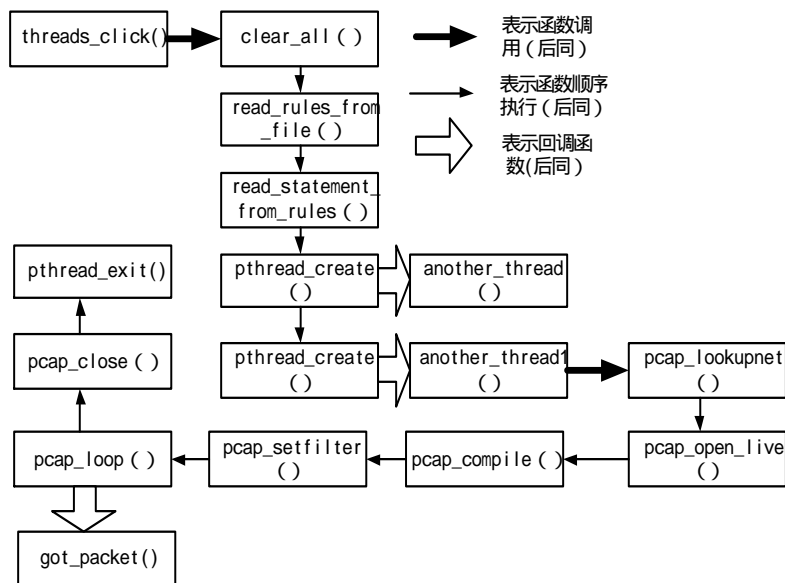 threads_click()
clear_all()
表示函数调
用(后同)
read_rules_from
_file()
表示函数顺序
执行(后同)
read_statement_
from_rules()
表示回调函
数(后同)
pthread_exit()
pthread_create
()
another_thread
()
pcap_close()
pthread_create
()
another_thread1
()
pcap_lookupnet
()
pcap_loop()
pcap_setfilter
()
pcap_compile()
pcap_open_live
()
got_packet()